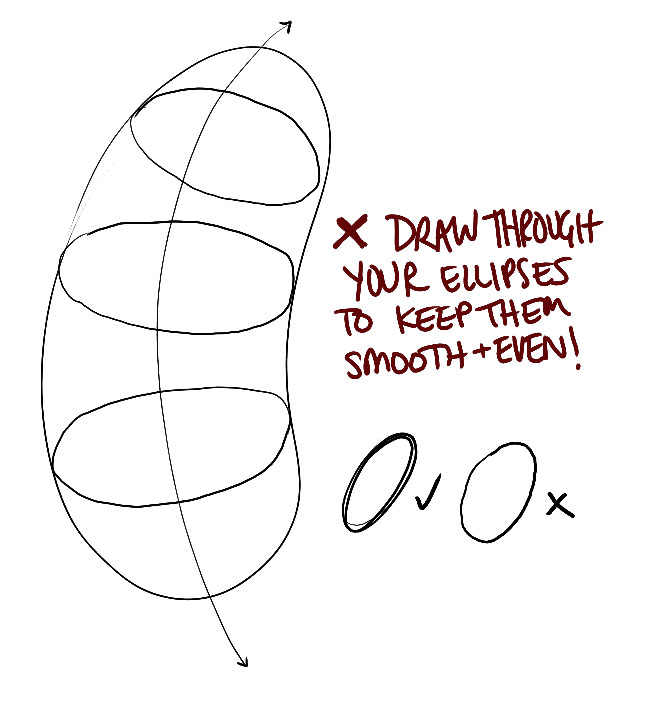 X DRAW THROUGH
YOUR ELLIPSES
TO KEEP THEM
SMOOTH + EVEN!